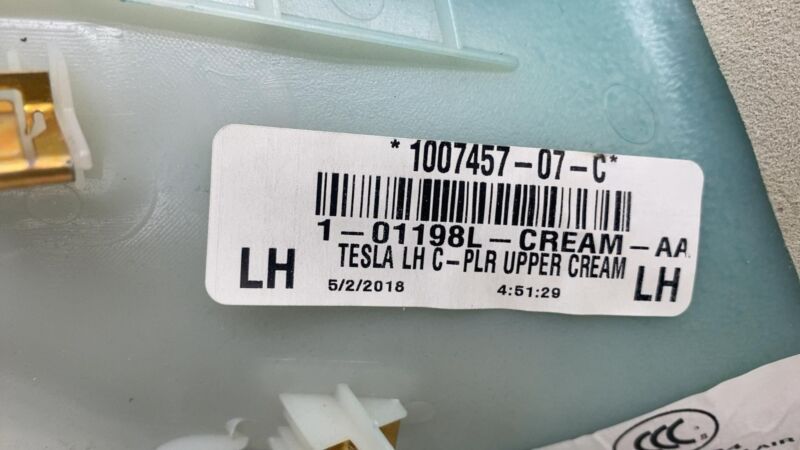 *1007457-07-C*
1-01198L-CREAM-AA
TESLA LH C-PLR UPPER CREAM
LH 5/2/2018 4:51:29 LH
CCC
AIR